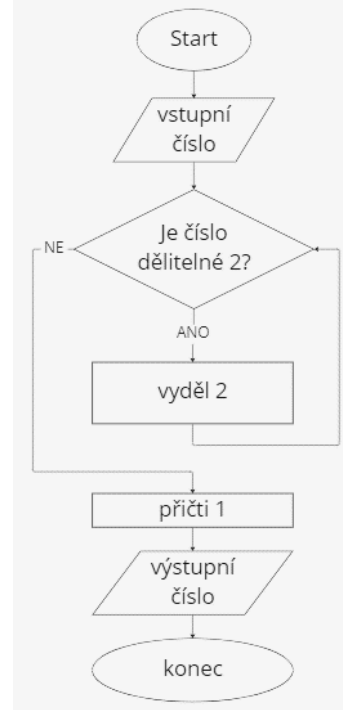 Start
vstupní
číslo
Je číslo
dělitelné 2?
NE
ANO
vyděl 2
přičti 1
výstupní
číslo
konec